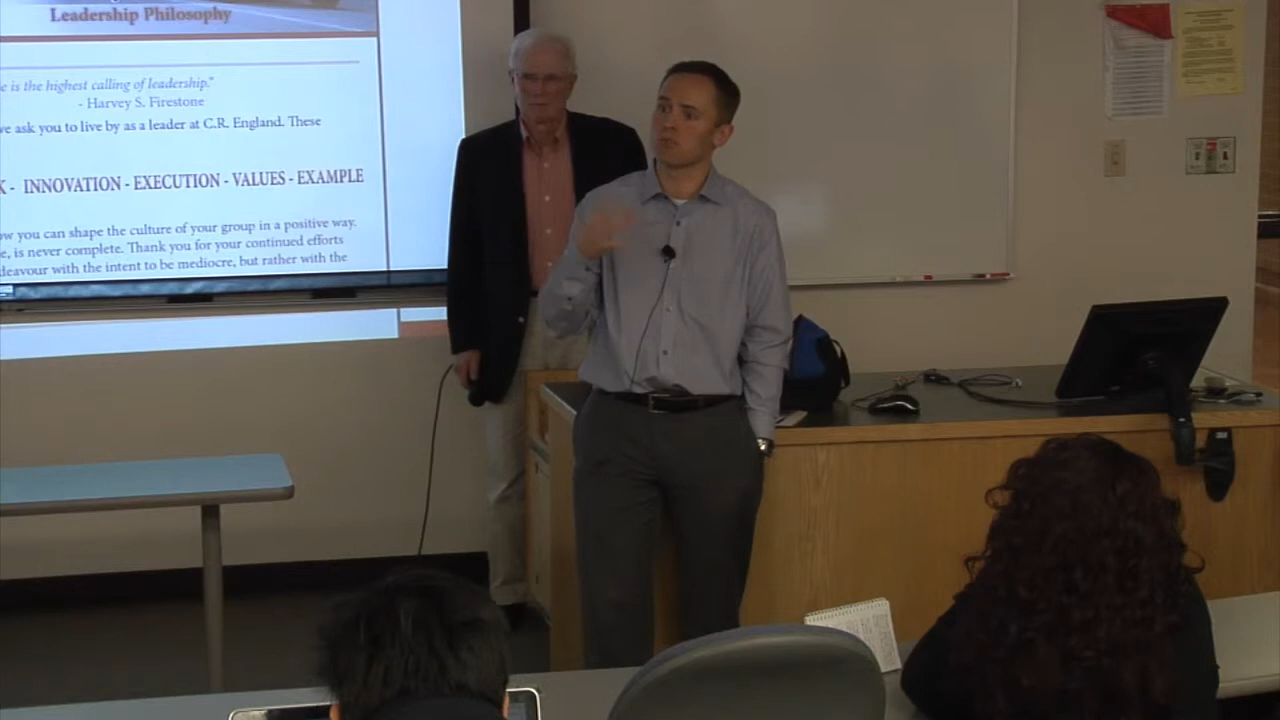 Leadership Philosophy
e is the highest calling of leadership."
- Harvey S. Firestone
we ask you to live by as a leader at C.R. England. These
K - INNOVATION - EXECUTION - VALUES - EXAMPLE
ow you can shape the culture of your group in a positive way.
e, is never complete. Thank you for your continued efforts
deavour with the intent to be mediocre, but rather with the